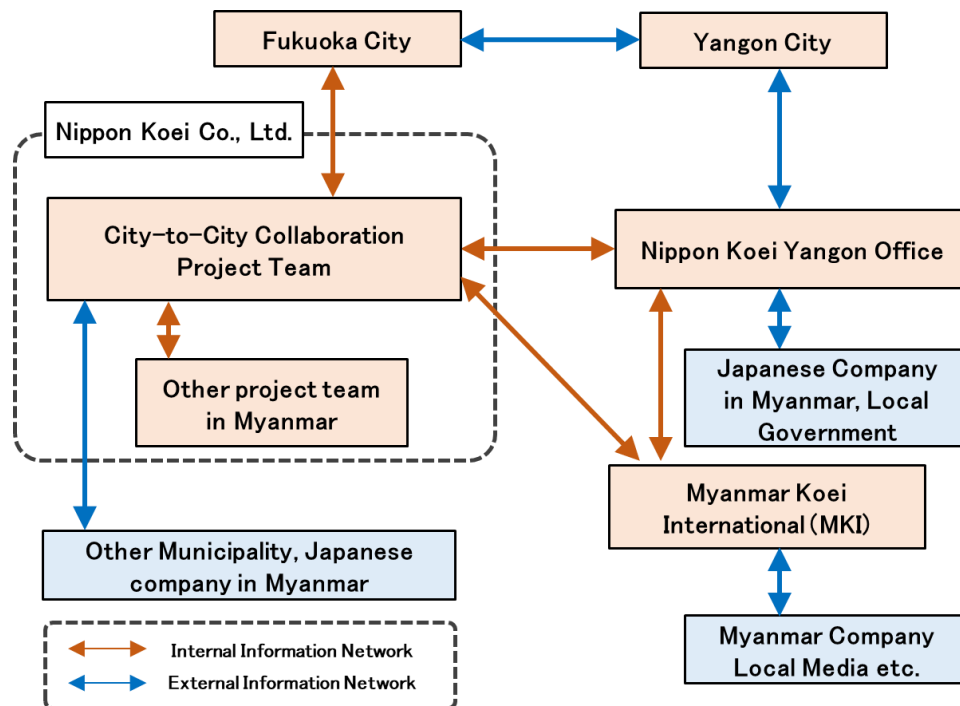 Fukuoka City
Yangon City
Nippon Koei Co., Ltd.
City-to-City Collaboration
Project Team
Nippon Koei Yangon Office
Other project team
in Myanmar
Japanese Company
in Myanmar, Local
Government
Myanmar Koei
International(MKI)
Other Municipality, Japanese
company in Myanmar
Myanmar Company
Local Media etc.
Internal Information Network
External Information Network